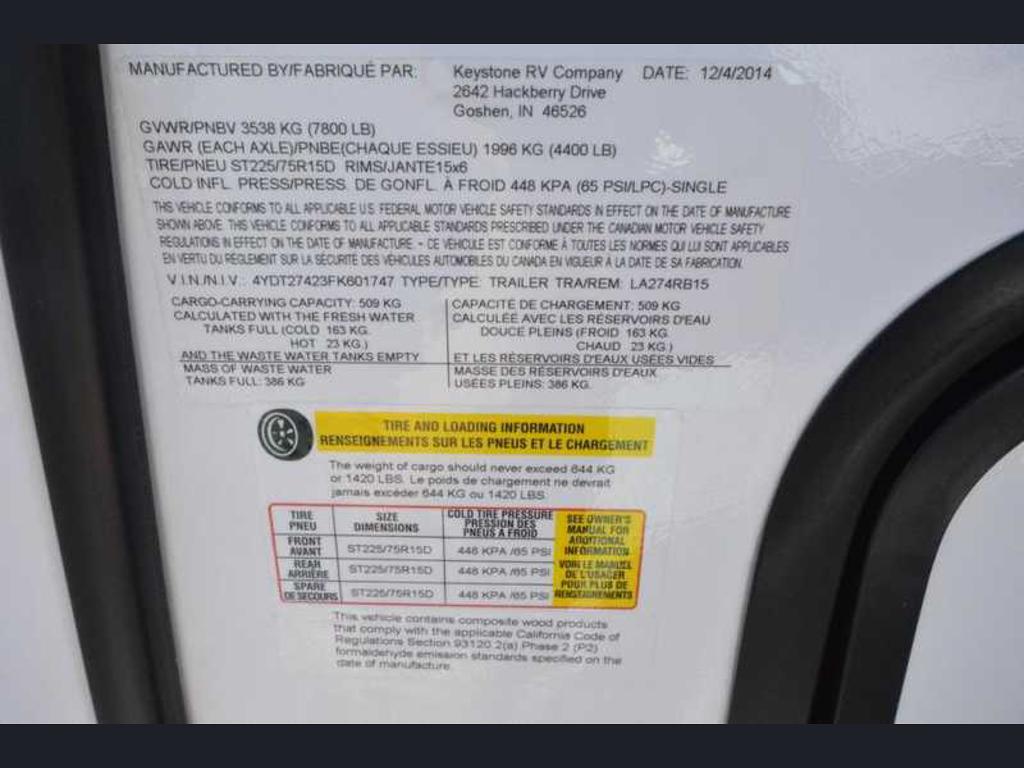 MANUFACTURED BY/FABRIQUÉ PAR: Keystone RV Company DATE: 12/4/2014
2642 Hackberry Drive
Goshen, IN 46526
GVWR/PNBV 3538 KG (7800 LB)
GAWR (EACH AXLE)/PNBE(CHAQUE ESSIEU) 1996 KG (4400 LB)
TIRE/PNEU ST225/75R15D RIMS/JANTE15x6
COLD INFL. PRESS/PRESS. DE GONFL. À FROID 448 KPA (65 PSI/LPC)-SINGLE
THIS VEHICLE CONFORMS TO ALL APPLICABLE U.S. FEDERAL MOTOR VEHICLE SAFETY STANDARDS IN EFFECT ON THE DATE OF MANUFACTURE
SHOWN ABOVE. THIS VEHICLE CONFORMS TO ALL APPLICABLE STANDARDS PRESCRIBED UNDER THE CANADIAN MOTOR VEHICLE SAFETY
REGULATIONS IN EFFECT ON THE DATE OF MANUFACTURE. - CE VEHICULE EST CONFORME À TOUTES LES NORMES QUI LUI SONT APPLICABLES
EN VERTU DU RÈGLEMENT SUR LA SÉCURITÉ DES VÉHICULES AUTOMOBILES DU CANADA EN VIGUEUR À LA DATE DE SA FABRICATION.
V.I.N./N.I.V.: 4YDT27423FK601747 TYPE/TYPE: TRAILER TRA/REM: LA274RB15
CARGO-CARRYING CAPACITY: 509 KG
CALCULATED WITH THE FRESH WATER
TANKS FULL (COLD 163 KG.
HOT 23 KG.)
AND THE WASTE WATER TANKS EMPTY
MASS OF WASTE WATER
TANKS FULL: 386 KG
CAPACITÉ DE CHARGEMENT: 509 KG
CALCULÉE AVEC LES RÉSERVOIRS D'EAU
DOUCE PLEINS (FROID 163 KG.
CHAUD 23 KG.)
ET LES RÉSERVOIRS D'EAUX USÉES VIDES
MASSE DES RÉSERVOIRS D'EAUX
USÉES PLEINS: 386 KG.
TIRE AND LOADING INFORMATION
RENSEIGNEMENTS SUR LES PNEUS ET LE CHARGEMENT
The weight of cargo should never exceed 644 KG
or 1420 LBS. Le poids de chargement ne devrait
jamais excéder 644 KG ou 1420 LBS.
TIRE
PNEU
SIZE
DIMENSIONS
COLD TIRE PRESSURE
PRESSION DES
PNEUS A FROID
FRONT
AVANT
ST225/75R15D
448 KPA /65 PSI
REAR
ARRIÈRE
ST225/75R15D
448 KPA /65 PSI
SPARE
DE SECOURS
ST225/75R15D
448 KPA /65 PSI
SEE OWNER'S
MANUAL FOR
ADDITIONAL
INFORMATION
VOIR LE MANUEL
DE L'USAGER
POUR PLUS DE
RENSEIGNEMENTS
This vehicle contains composite wood products
that comply with the applicable California Code of
Regulations Section 93120.2(a) Phase 2 (P2)
formaldehyde emission standards specified on the
date of manufacture.